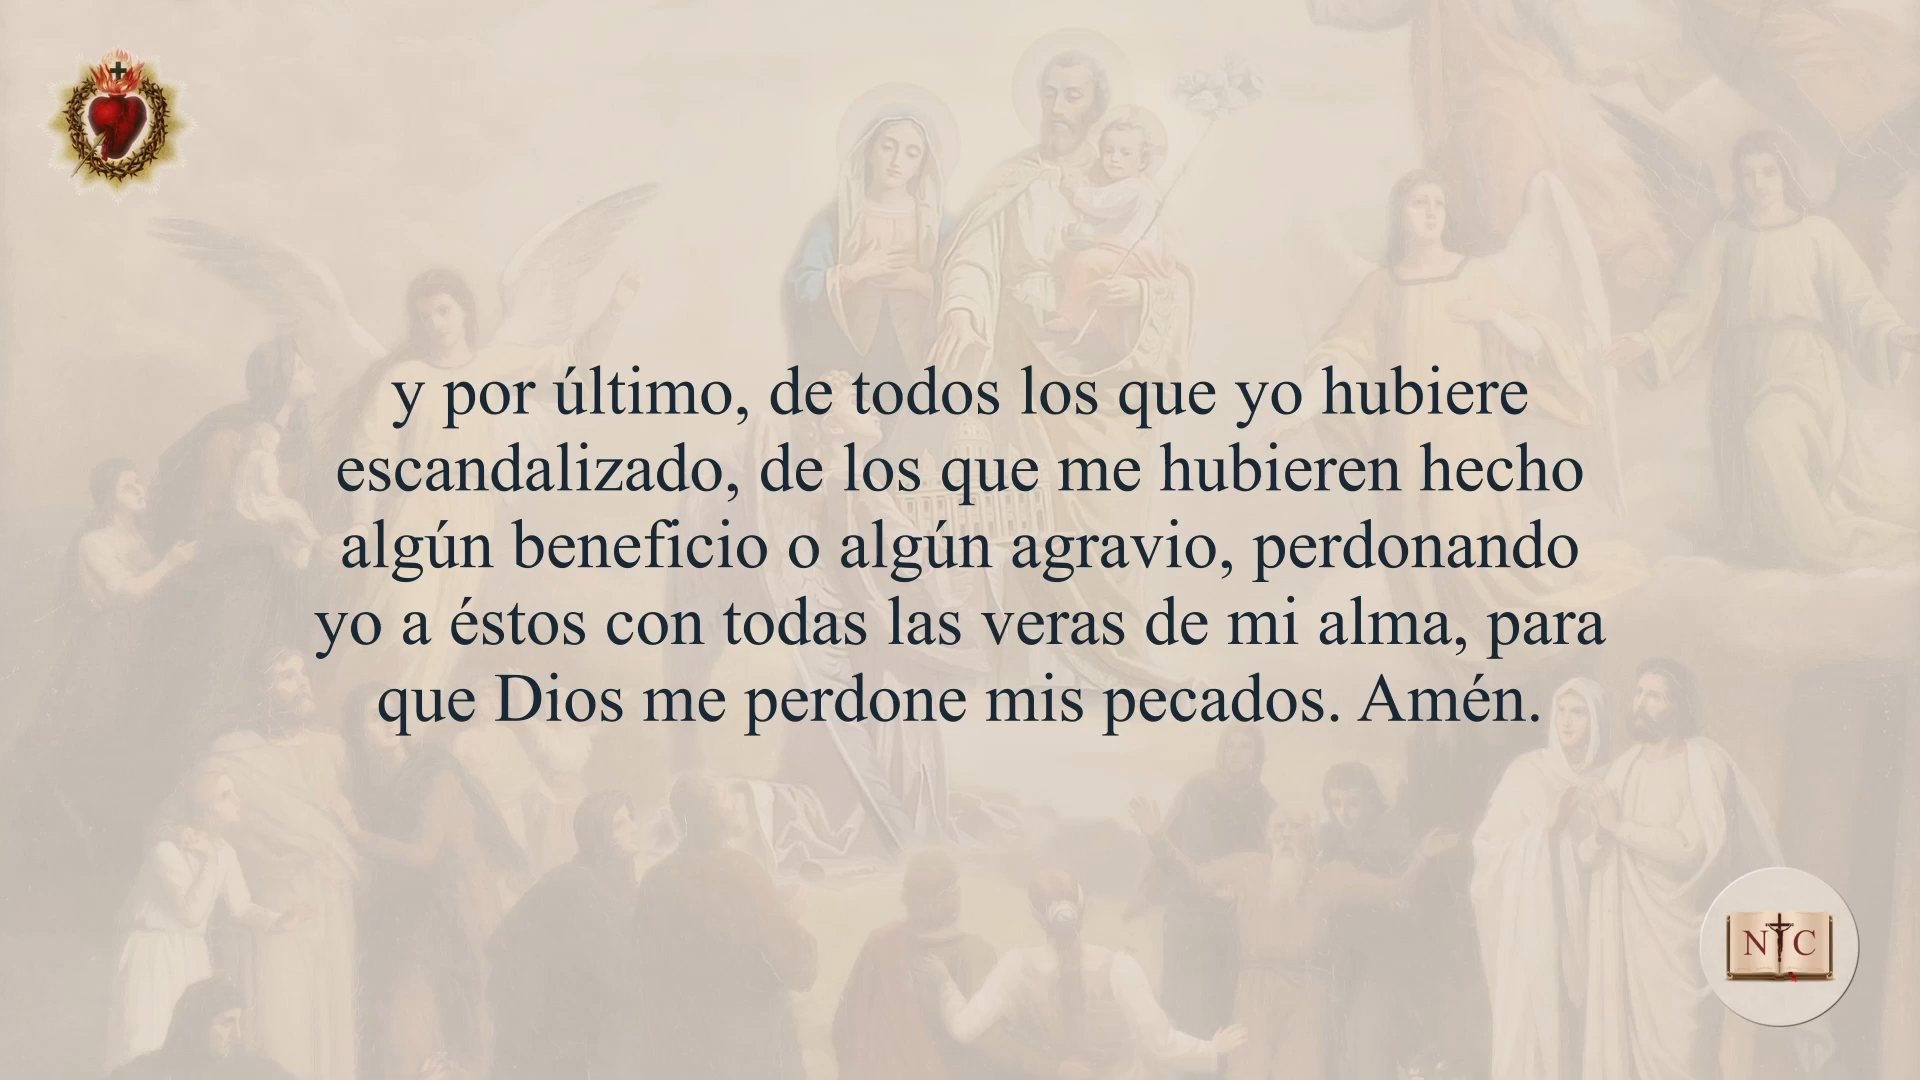 y por último, de todos los que yo hubiere
escandalizado, de los que me hubieren hecho
algún beneficio o algún agravio, perdonando
yo a éstos con todas las veras de mi alma, para
que Dios me perdone mis pecados. Amén.
N C